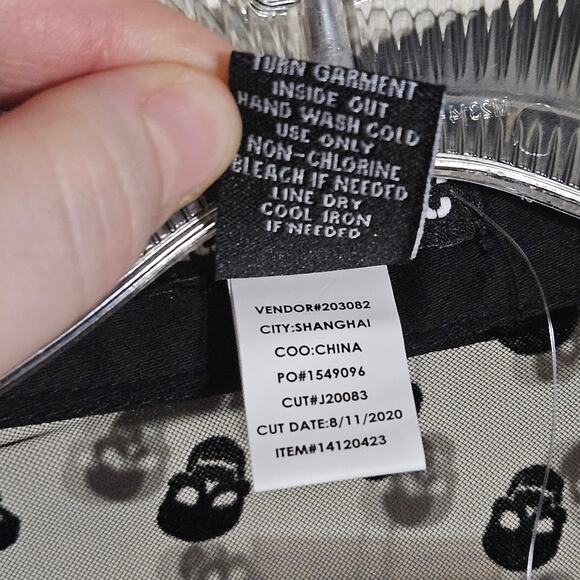 TURN GARMENT
INSIDE OUT
HAND WASH COLD
USE ONLY
NON-CHLORINE
BLEACH IF NEEDED
LINE DRY
COOL IRON
IF NEEDED
VENDOR#203082
CITY:SHANGHAI
COO:CHINA
PO#1549096
CUT#J20083
CUT DATE:8/11/2020
ITEM#14120423